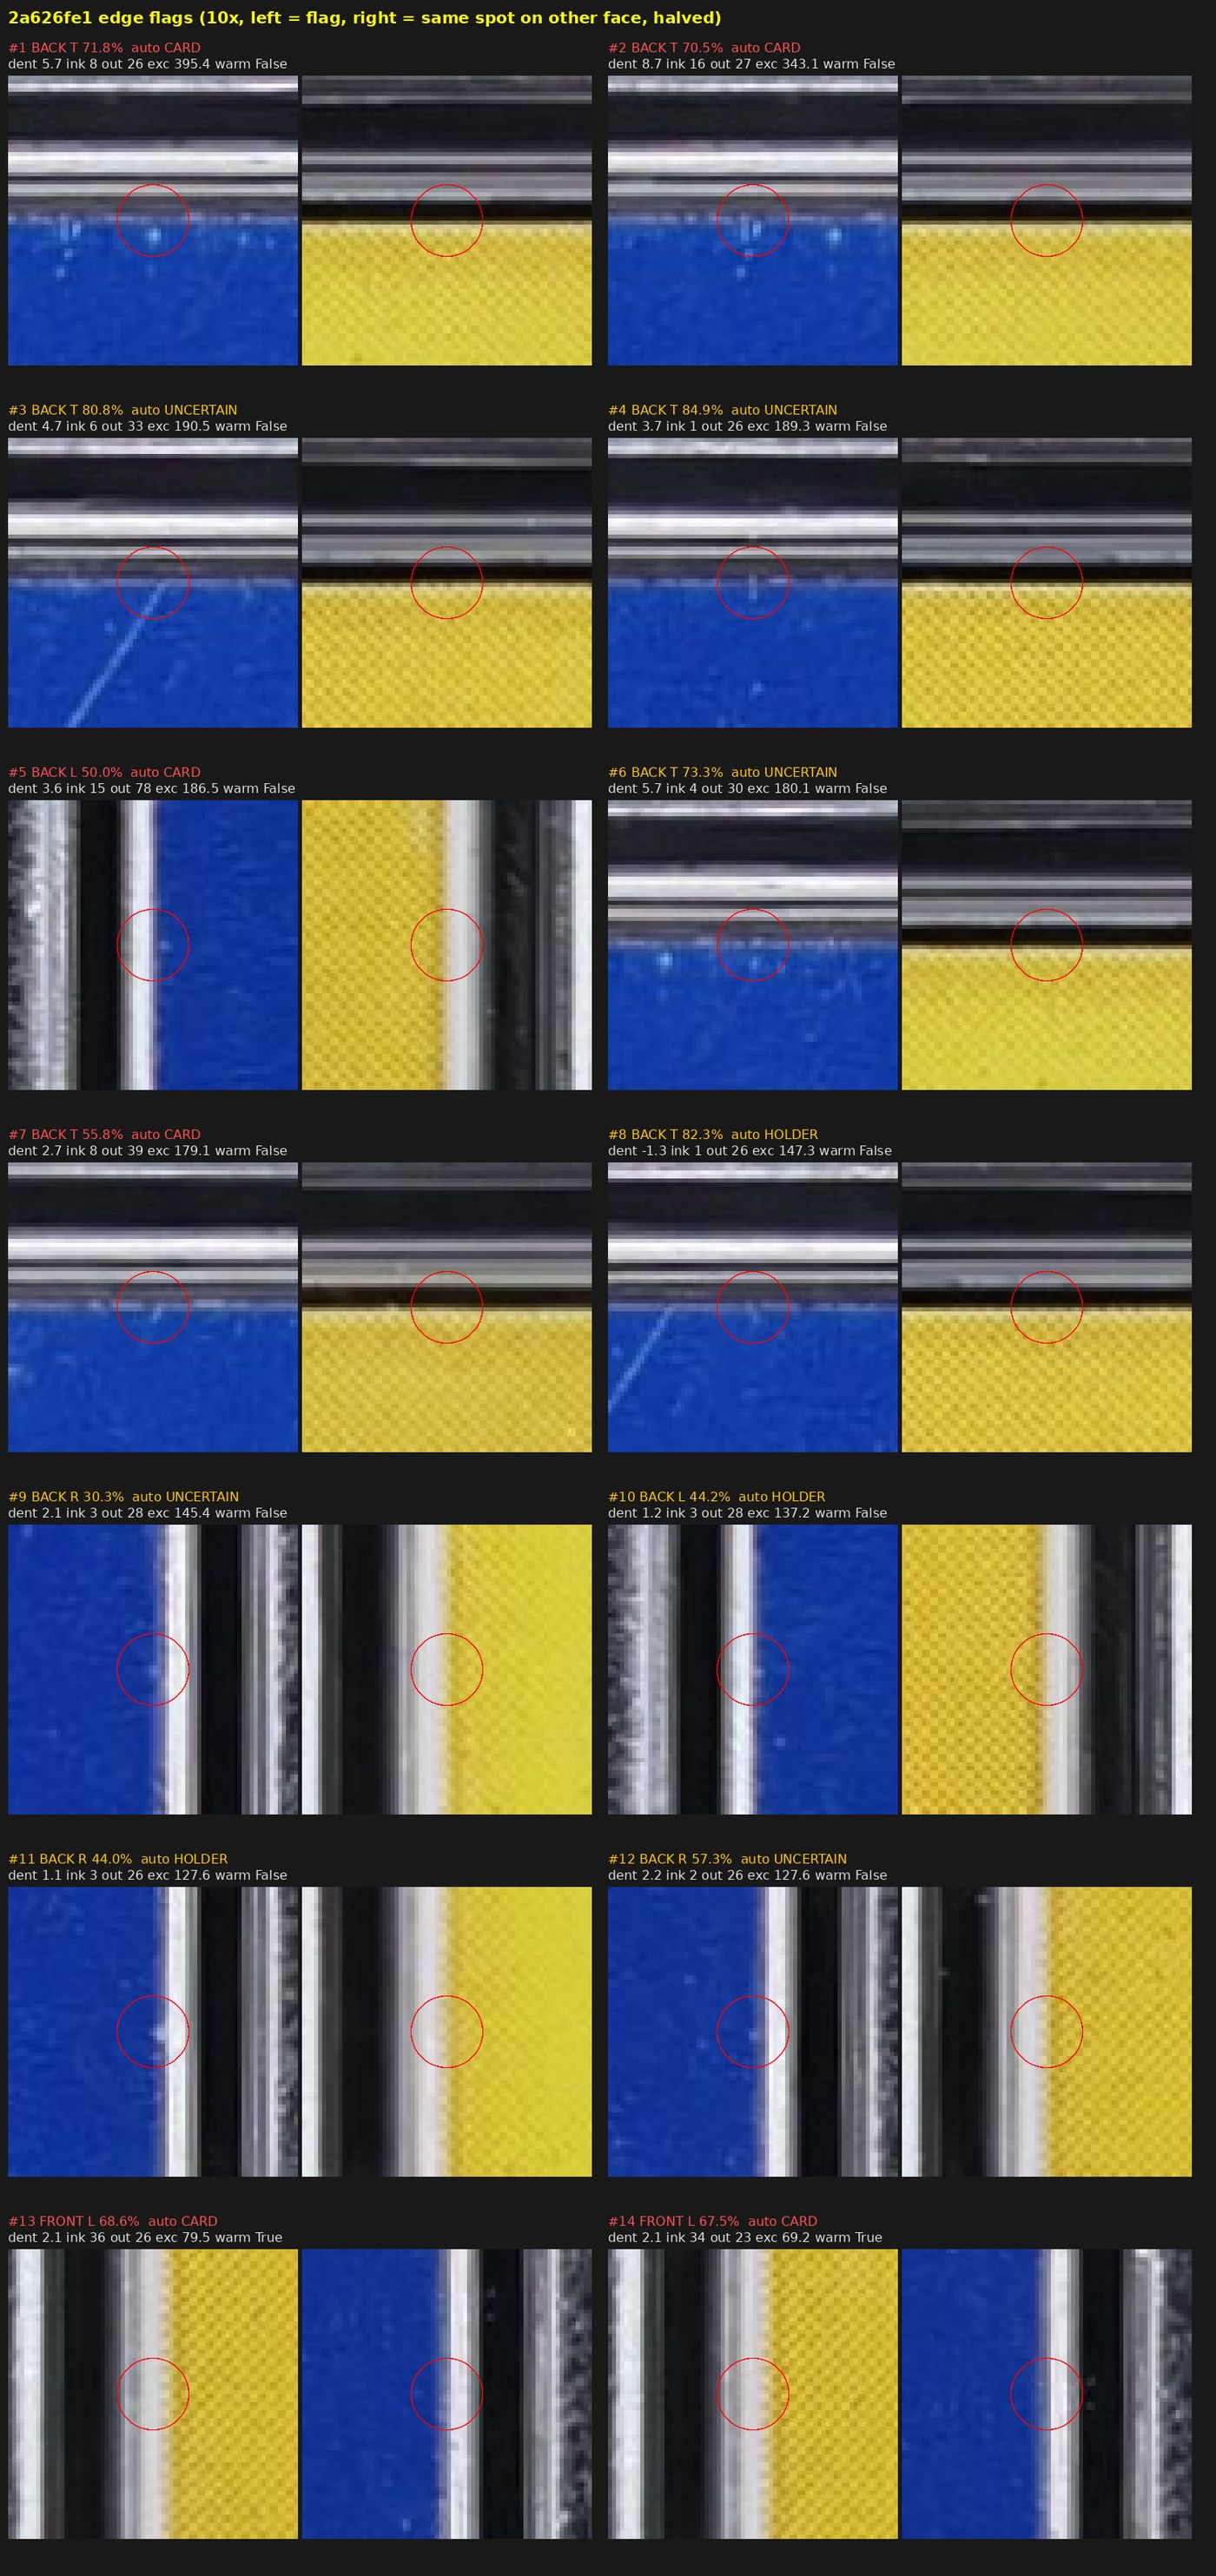 2a626fe1 edge flags (10x, left = flag, right = same spot on other face, halved)
#1 BACK T 71.8%  auto CARD
dent 5.7 ink 8 out 26 exc 395.4 warm False
#2 BACK T 70.5%  auto CARD
dent 8.7 ink 16 out 27 exc 343.1 warm False
#3 BACK T 80.8%  auto UNCERTAIN
dent 4.7 ink 6 out 33 exc 190.5 warm False
#4 BACK T 84.9%  auto UNCERTAIN
dent 3.7 ink 1 out 26 exc 189.3 warm False
#5 BACK L 50.0%  auto CARD
dent 3.6 ink 15 out 78 exc 186.5 warm False
#6 BACK T 73.3%  auto UNCERTAIN
dent 5.7 ink 4 out 30 exc 180.1 warm False
#7 BACK T 55.8%  auto CARD
dent 2.7 ink 8 out 39 exc 179.1 warm False
#8 BACK T 82.3%  auto HOLDER
dent -1.3 ink 1 out 26 exc 147.3 warm False
#9 BACK R 30.3%  auto UNCERTAIN
dent 2.1 ink 3 out 28 exc 145.4 warm False
#10 BACK L 44.2%  auto HOLDER
dent 1.2 ink 3 out 28 exc 137.2 warm False
#11 BACK R 44.0%  auto HOLDER
dent 1.1 ink 3 out 26 exc 127.6 warm False
#12 BACK R 57.3%  auto UNCERTAIN
dent 2.2 ink 2 out 26 exc 127.6 warm False
#13 FRONT L 68.6%  auto CARD
dent 2.1 ink 36 out 26 exc 79.5 warm True
#14 FRONT L 67.5%  auto CARD
dent 2.1 ink 34 out 23 exc 69.2 warm True